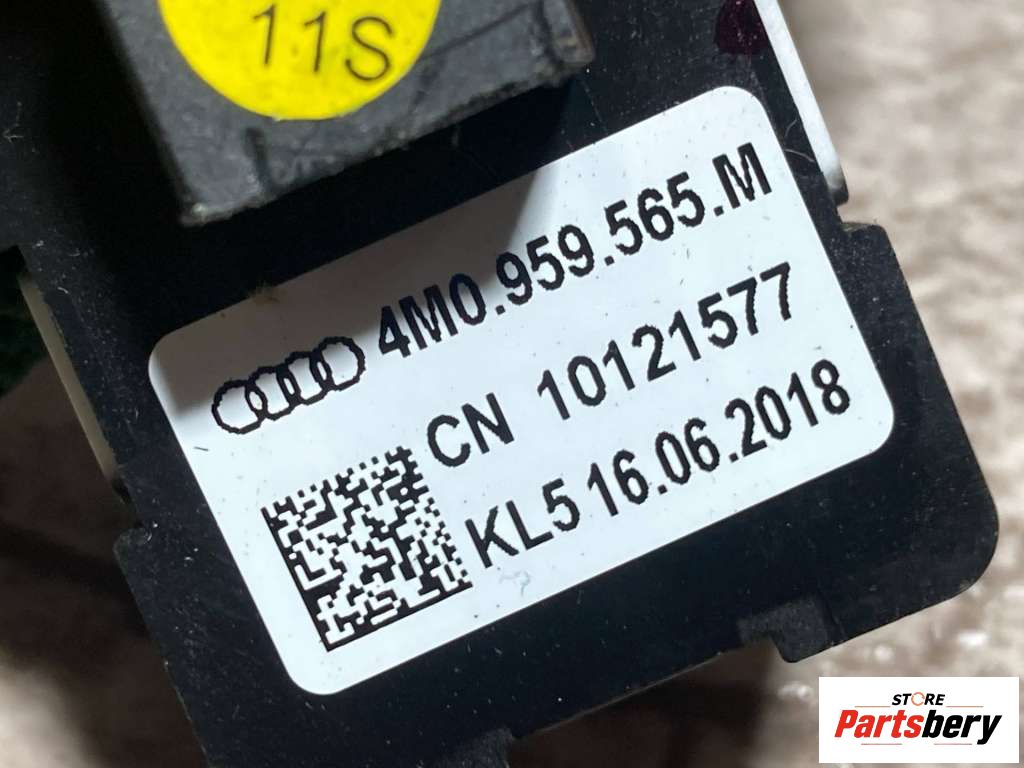 11S
4M0.959.565.M
CN 10121577
KL5 16.06.2018
STORE
Partsbery